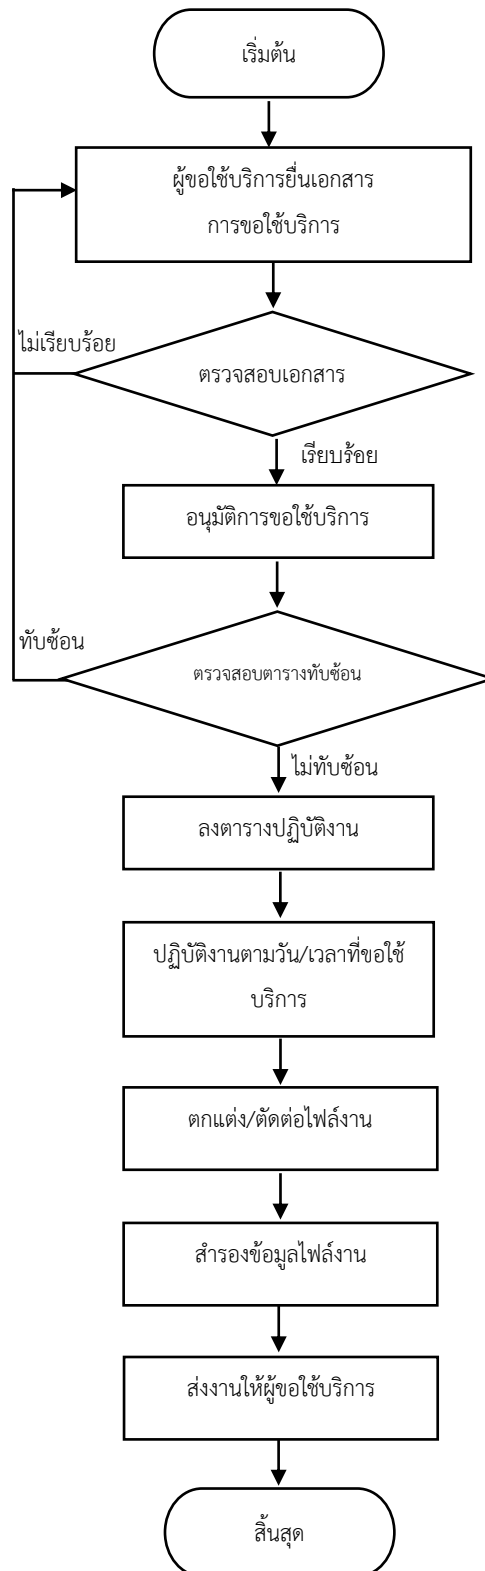 เริ่มต้น
ผู้ขอใช้บริการยื่นเอกสาร
การขอใช้บริการ
ไม่เรียบร้อย
ตรวจสอบเอกสาร
เรียบร้อย
อนุมัติการขอใช้บริการ
ทับซ้อน
ตรวจสอบตารางทับซ้อน
ไม่ทับซ้อน
ลงตารางปฏิบัติงาน
ปฏิบัติงานตามวัน/เวลาที่ขอใช้
บริการ
ตกแต่ง/ตัดต่อไฟล์งาน
สำรองข้อมูลไฟล์งาน
ส่งงานให้ผู้ขอใช้บริการ
สิ้นสุด